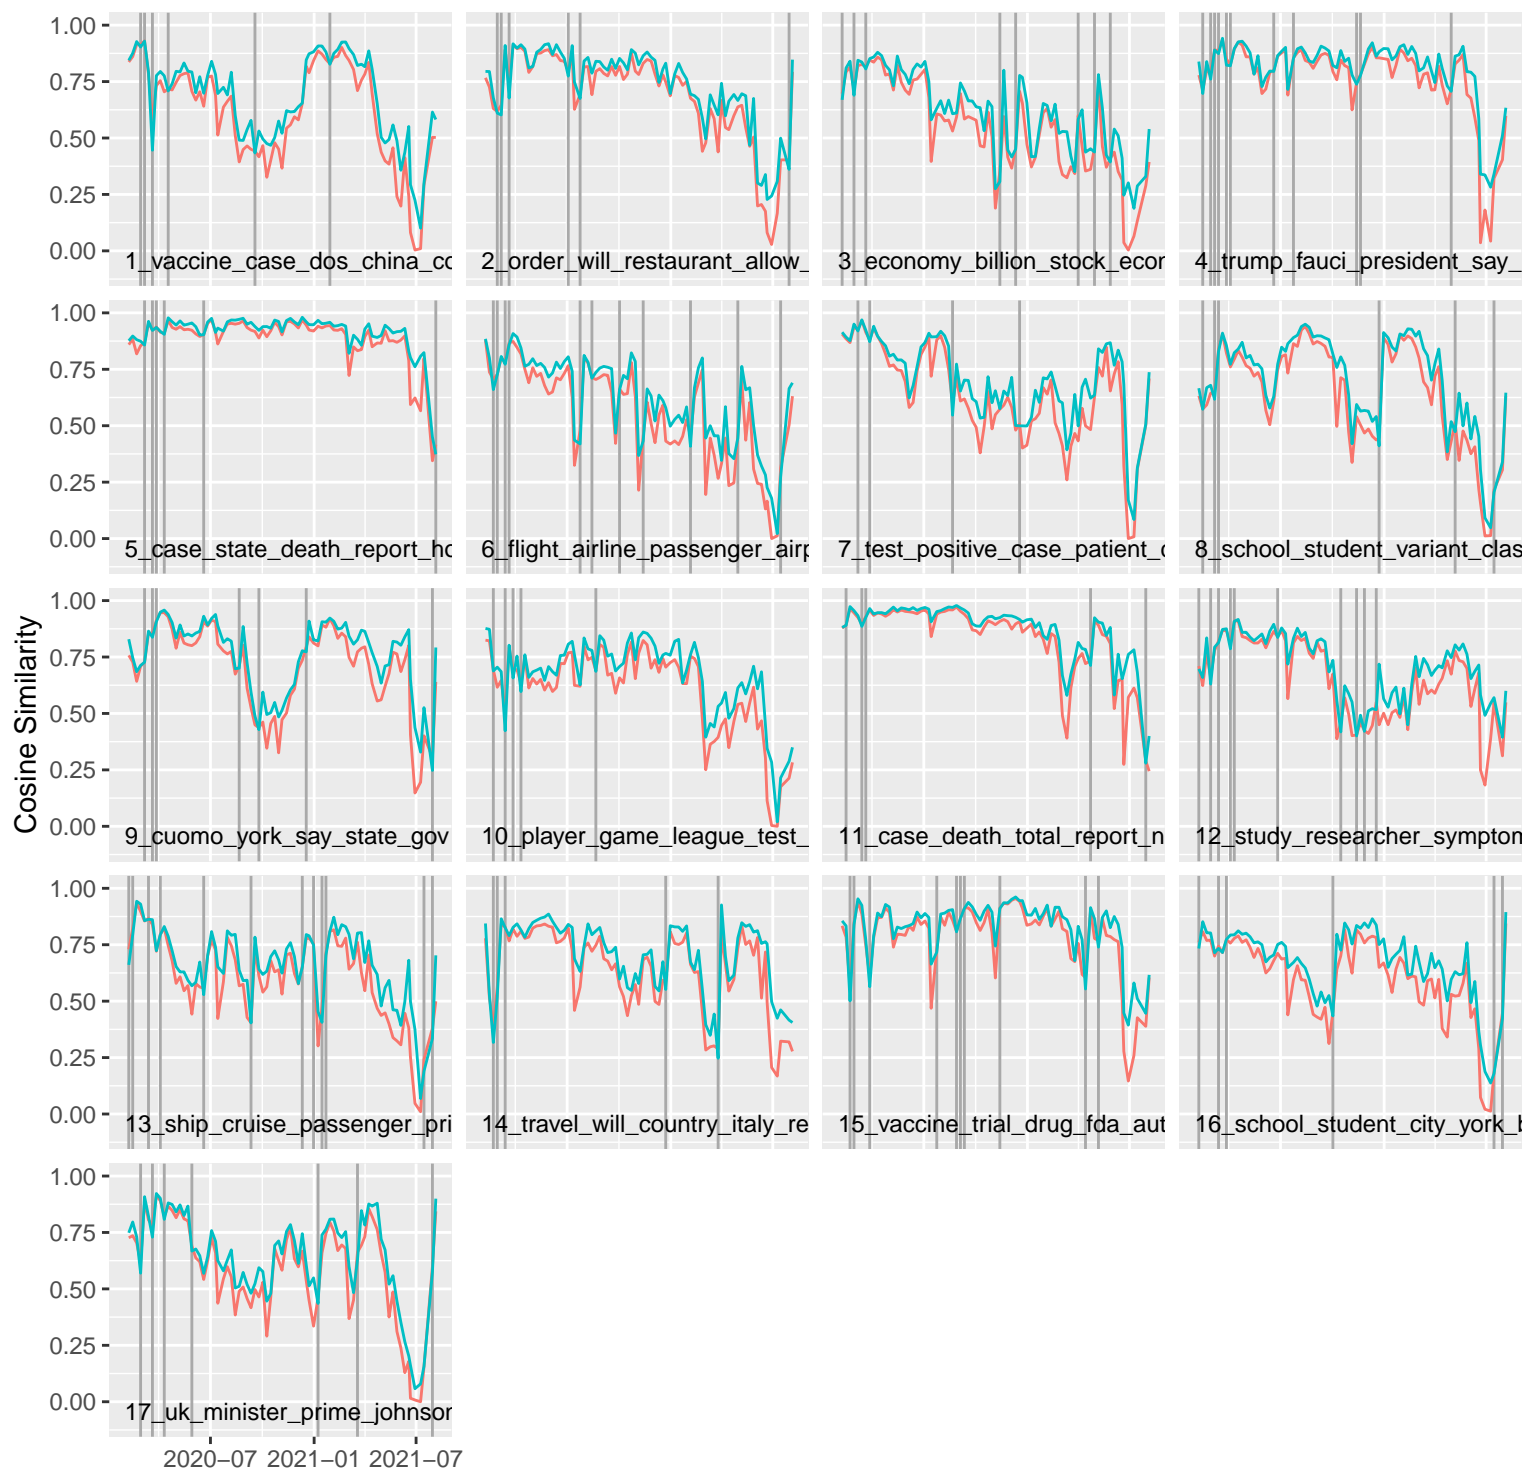 1.00
0.75
0.50
0.25
0.00
1_vaccine_case_dos_china_co
2_order_will_restaurant_allow_
3_economy_billion_stock_econ
4_trump_fauci_president_say_
1.00
0.75
0.50
0.25
0.00
5_case_state_death_report_ho
6_flight_airline_passenger_airp
7_test_positive_case_patient_c
8_school_student_variant_clas
Cosine Similarity
1.00
0.75
0.50
0.25
0.00
9_cuomo_york_say_state_gov
10_player_game_league_test_
11_case_death_total_report_n
12_study_researcher_symptom
1.00
0.75
0.50
0.25
0.00
13_ship_cruise_passenger_pri
14_travel_will_country_italy_re
15_vaccine_trial_drug_fda_aut
16_school_student_city_york_b
1.00
0.75
0.50
0.25
0.00
17_uk_minister_prime_johnson
2020−07 2021−01 2021−07